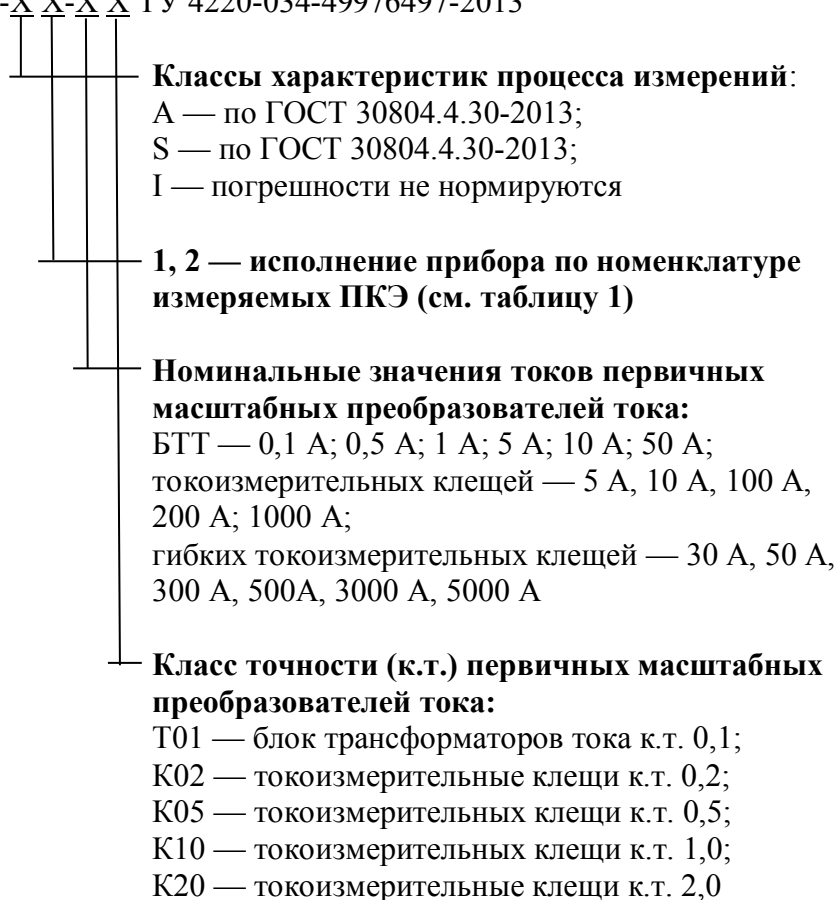 -Х Х-Х Х ТУ 4220-034-49976497-2013
Классы характеристик процесса измерений:
А — по ГОСТ 30804.4.30-2013;
S — по ГОСТ 30804.4.30-2013;
I — погрешности не нормируются
1, 2 — исполнение прибора по номенклатуре
измеряемых ПКЭ (см. таблицу 1)
Номинальные значения токов первичных
масштабных преобразователей тока:
БТТ — 0,1 А; 0,5 А; 1 А; 5 А; 10 А; 50 А;
токоизмерительных клещей — 5 А, 10 А, 100 А,
200 А; 1000 А;
гибких токоизмерительных клещей — 30 А, 50 А,
300 А, 500А, 3000 А, 5000 А
Класс точности (к.т.) первичных масштабных
преобразователей тока:
Т01 — блок трансформаторов тока к.т. 0,1;
К02 — токоизмерительные клещи к.т. 0,2;
К05 — токоизмерительных клещи к.т. 0,5;
К10 — токоизмерительных клещи к.т. 1,0;
К20 — токоизмерительные клещи к.т. 2,0